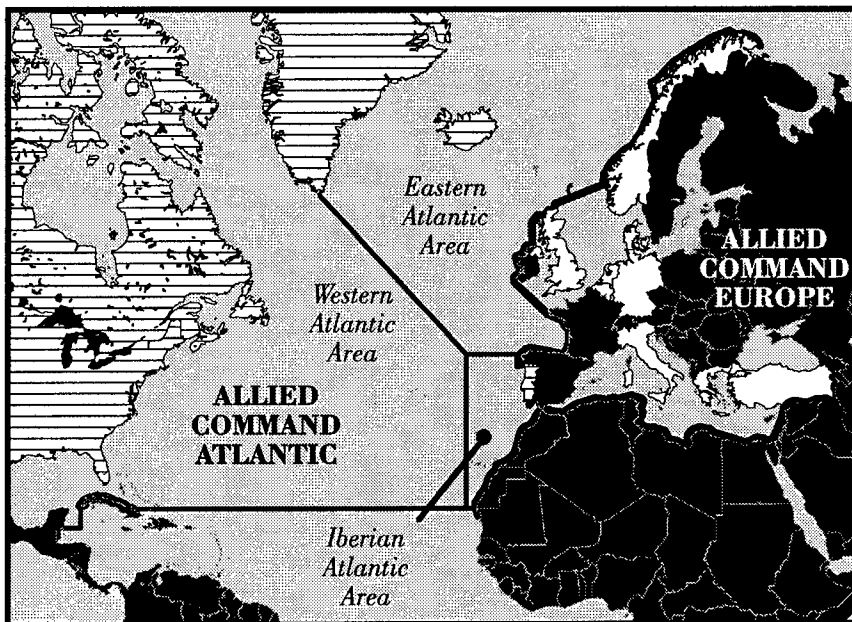 Eastern
Atlantic
Area
ALLIED
COMMAND
EUROPE
Western
Atlantic
Area
ALLIED
COMMAND
ATLANTIC
Iberian
Atlantic
Area